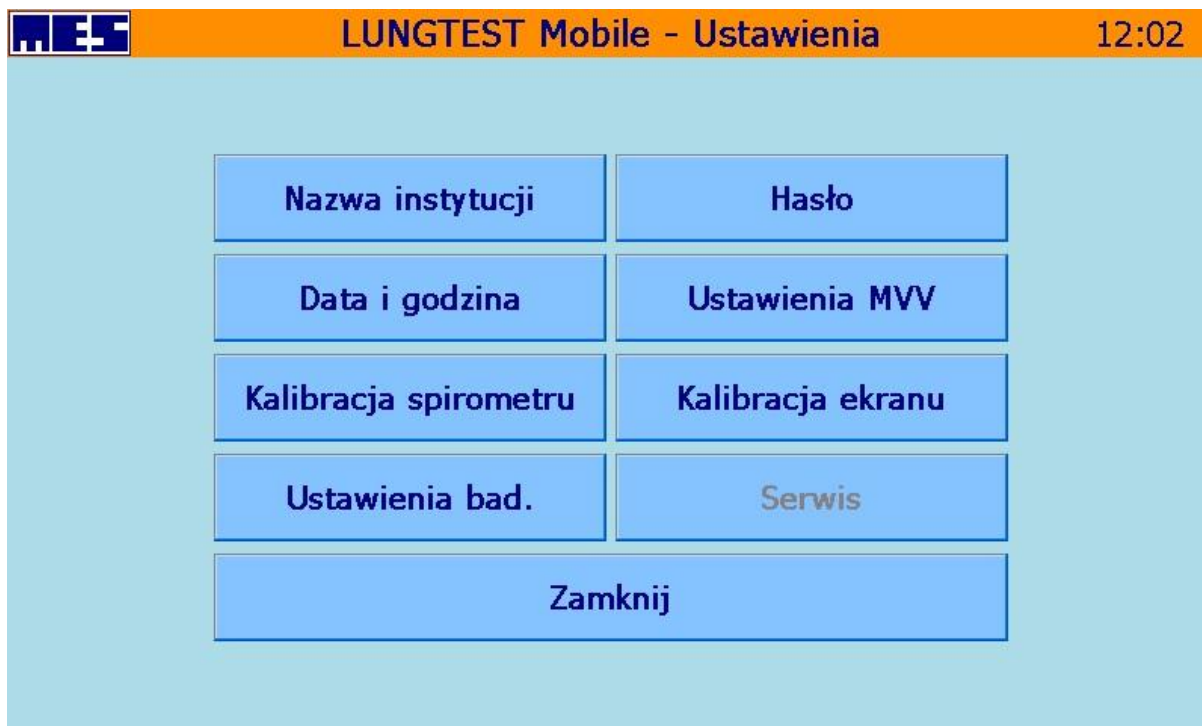 MES
LUNGTEST Mobile - Ustawienia
12:02
Nazwa instytucji
Hasło
Data i godzina
Ustawienia MVV
Kalibracja spirometru
Kalibracja ekranu
Ustawienia bad.
Serwis
Zamknij